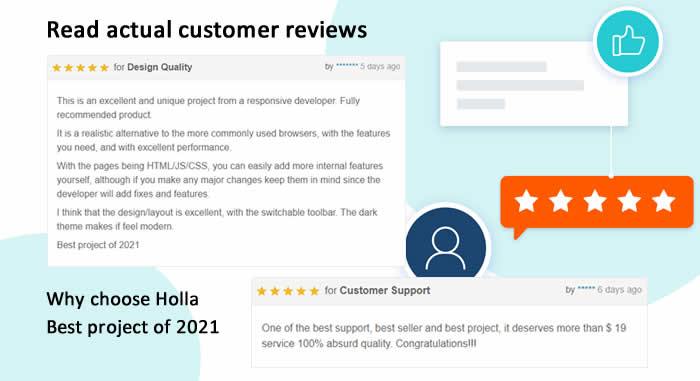 Read actual customer reviews
for Design Quality
by ******* 5 days ago
This is an excellent and unique project from a responsive developer. Fully
recommended product.
It is a realistic alternative to the more commonly used browsers, with the features
you need, and with excellent performance.
With the pages being HTML/JS/CSS, you can easily add more internal features
yourself, although if you make any major changes keep them in mind since the
developer will add fixes and features.
I think that the design/layout is excellent, with the switchable toolbar. The dark
theme makes if feel modern.
Best project of 2021
Why choose Holla
Best project of 2021
for Customer Support
by ***** 6 days ago
One of the best support, best seller and best project, it deserves more than $ 19
service 100% absurd quality. Congratulations!!!